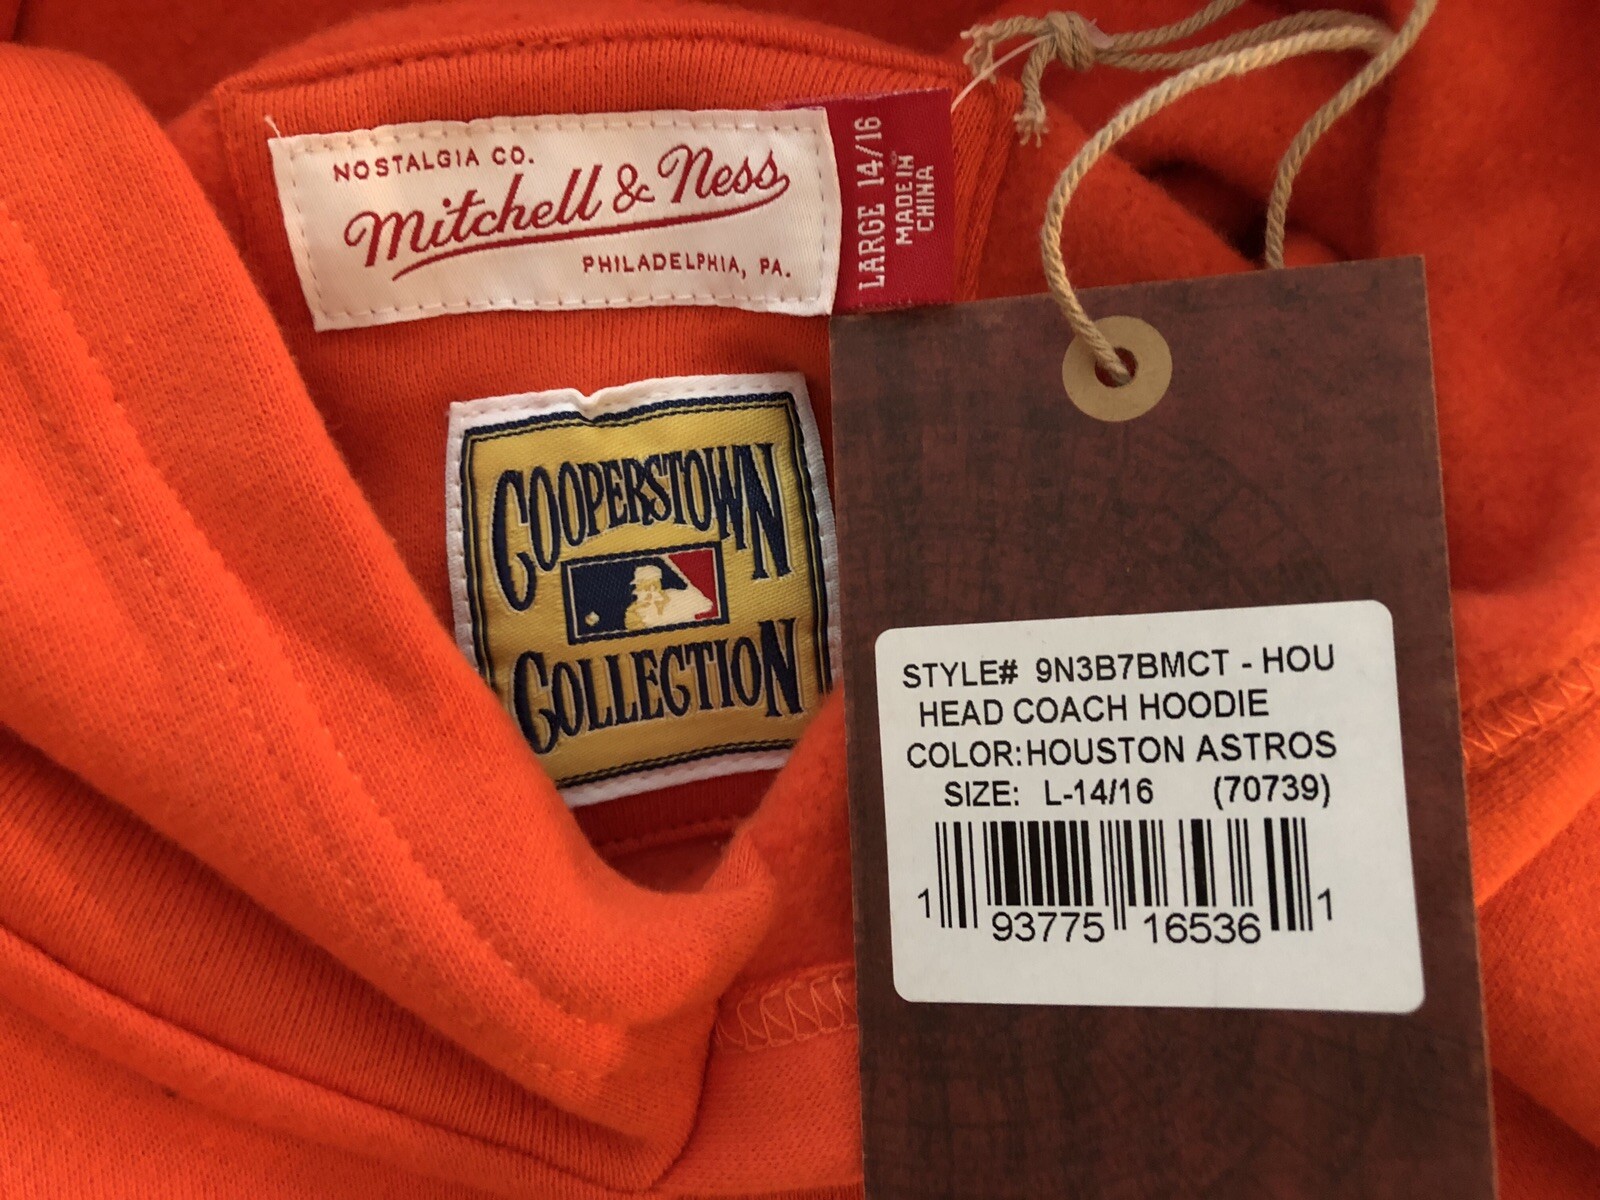 NOSTALGIA CO.
Mitchell & Ness
PHILADELPHIA, PA.
LARGE 14/16
MADE IN
CHINA
COOPERSTOWN
COLLECTION
STYLE# 9N3B7BMCT - HOU
HEAD COACH HOODIE
COLOR:HOUSTON ASTROS
SIZE: L-14/16 (70739)
1 93775 16536 1